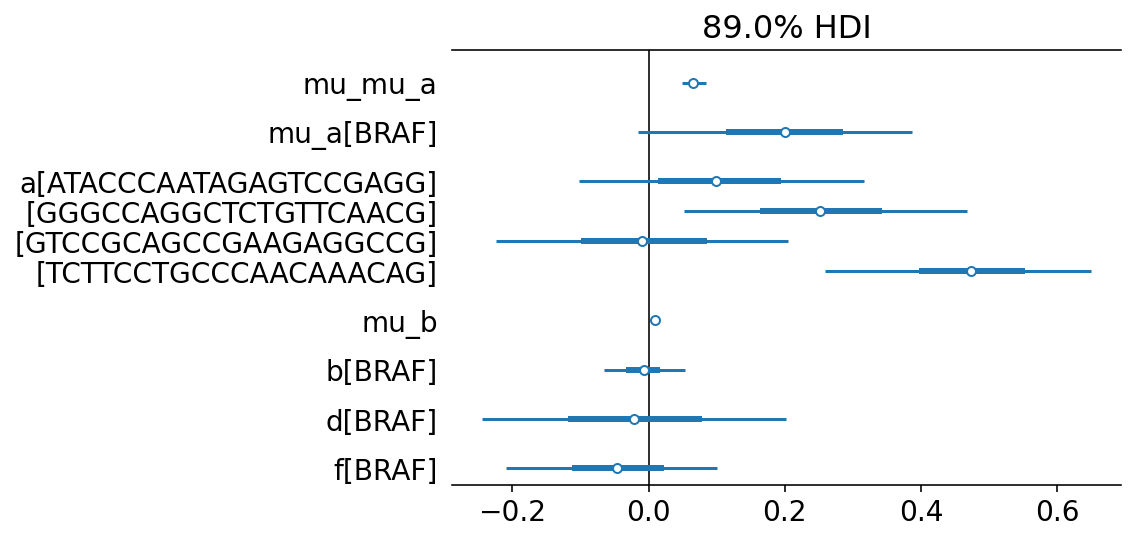 89.0% HDI
mu_mu_a
mu_a[BRAF]
a[ATACCCAATAGAGTCCGAGG]
[GGGCCAGGCTCTGTTCAACG]
[GTCCGCAGCCGAAGAGGCCG]
[TCTTCCTGCCCAACAAACAG]
mu_b
b[BRAF]
d[BRAF]
f[BRAF]
−0.2 0.0 0.2 0.4 0.6